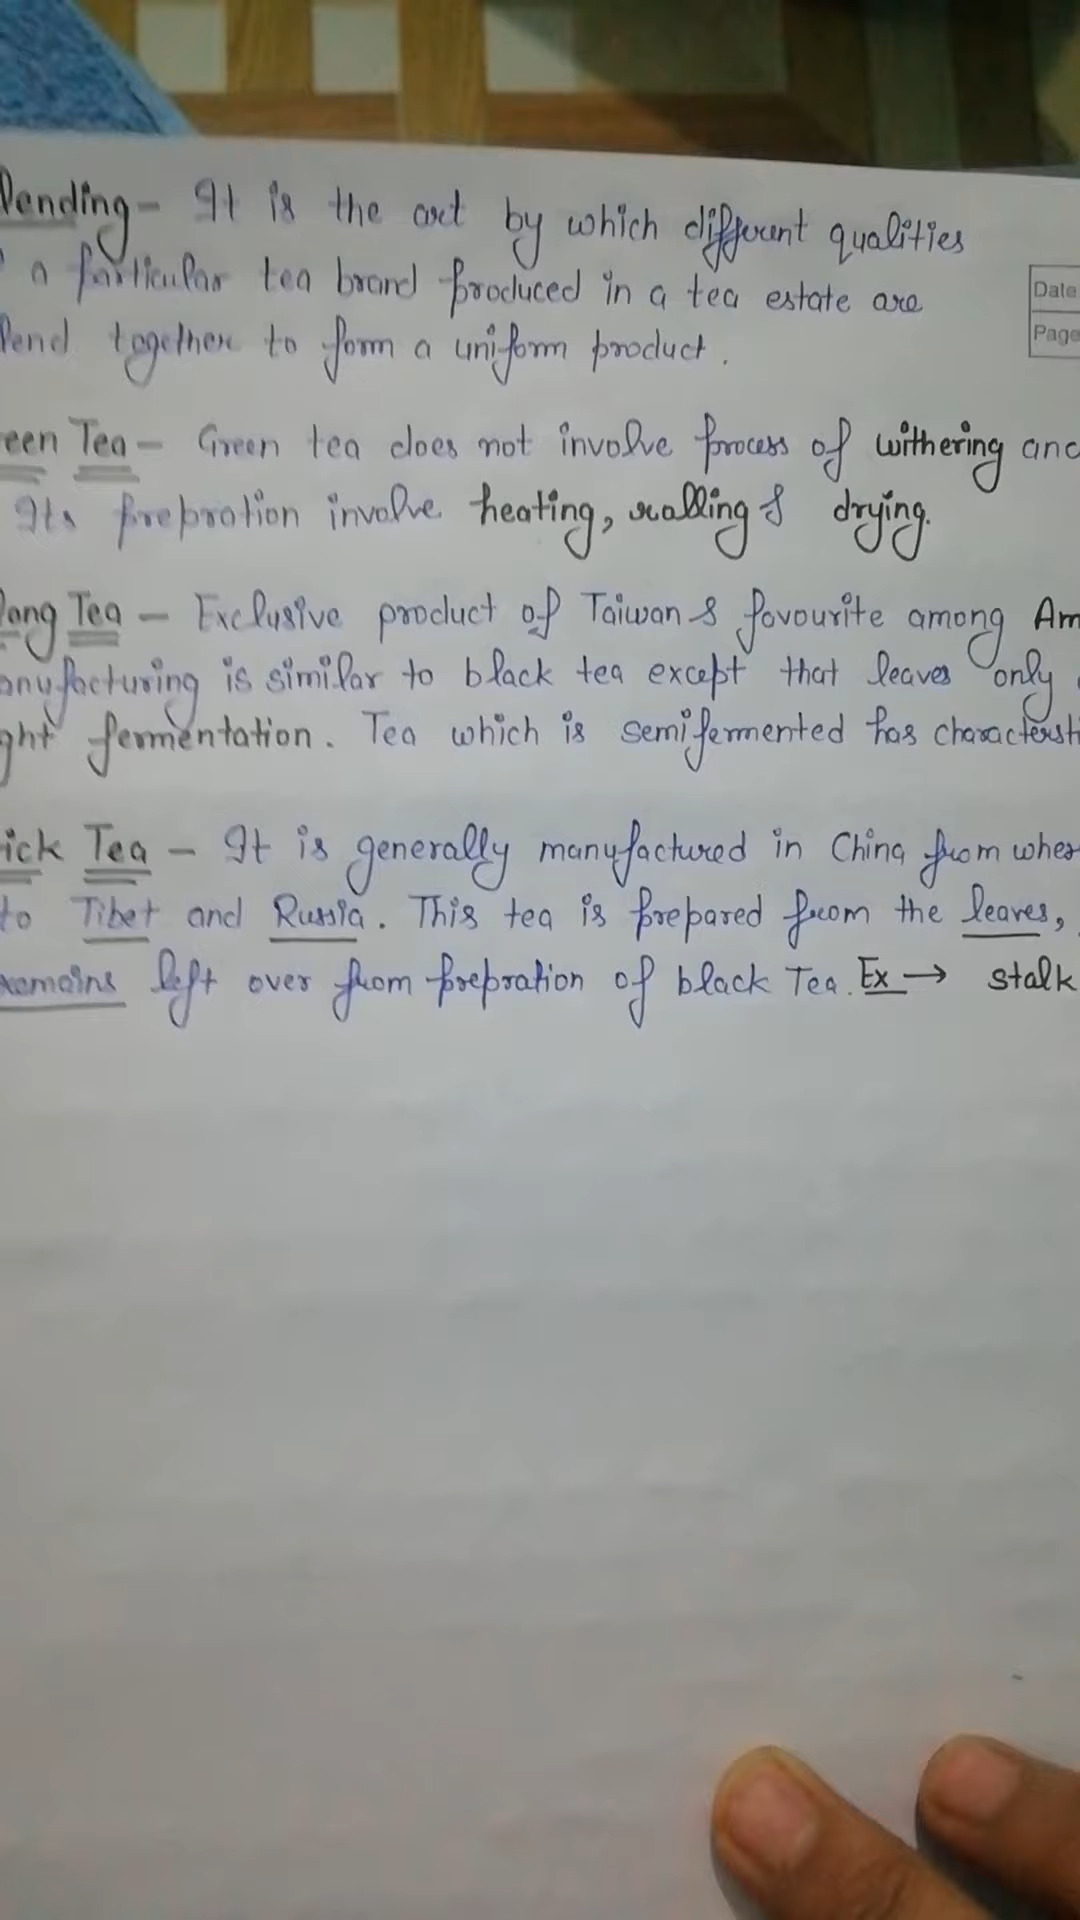 lending - It is the art by which different qualities
a particular tea brand produced in a tea estate are
Date
lend together to form a uniform product.
Page
een Tea - Green tea does not involve process of withering and
Its prepration involve heating, rolling & drying.
long Tea - Exclusive product of Taiwan & favourite among Am
anufacturing is similar to black tea except that leaves only
ght fermentation. Tea which is semifermented has characterst
ick Tea - It is generally manufactured in China from wher
to Tibet and Russia. This tea is prepared from the leaves,
remains left over from prepration of black Tea. Ex → stalk